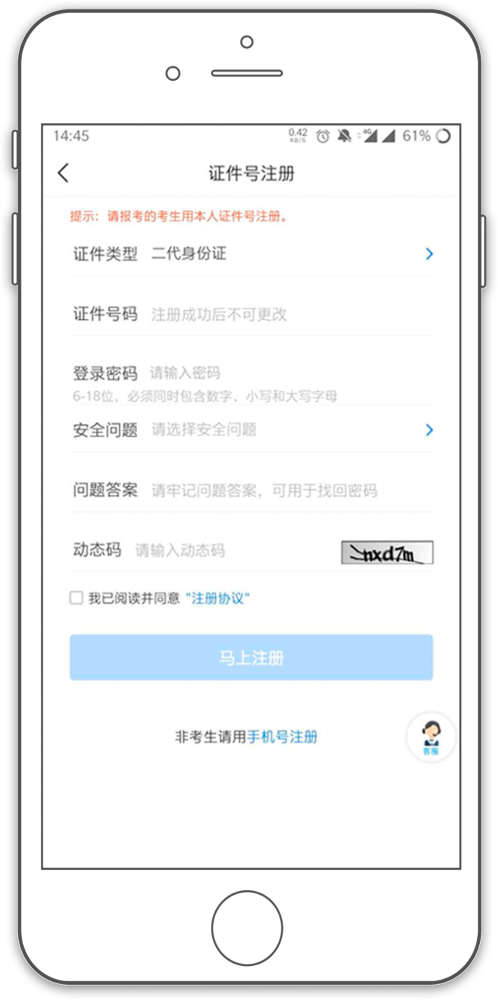 14:45 0.42 KB/S 4G 61%
证件号注册
提示：请报考的考生用本人证件号注册。
证件类型 二代身份证
证件号码 注册成功后不可更改
登录密码 请输入密码
6-18位，必须同时包含数字、小写和大写字母
安全问题 请选择安全问题
问题答案 请牢记问题答案，可用于找回密码
动态码 请输入动态码 nxd7m
我已阅读并同意 "注册协议"
马上注册
非考生请用手机号注册
客服